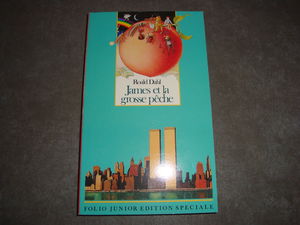 Roald Dahl
James et la
grosse pêche
FOLIO JUNIOR EDITION SPECIALE